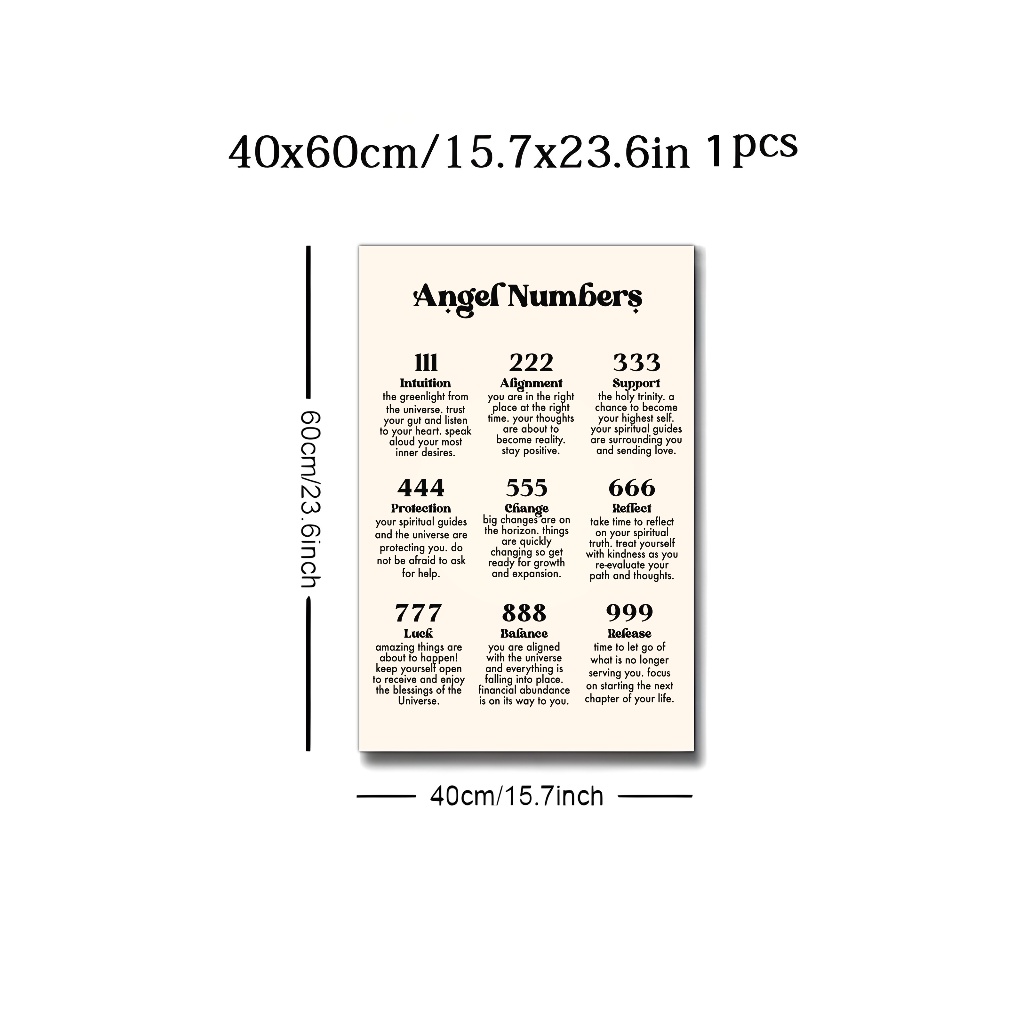 40x60cm/15.7x23.6in 1pcs
60cm/23.6inch
Angel Numbers
111
Intuition
the greenlight from
the universe. trust
your gut and listen
to your heart. speak
aloud your most
inner desires.
222
Alignment
you are in the right
place at the right
time. your thoughts
are about to
become reality.
stay positive.
333
Support
the holy trinity. a
chance to become
your highest self.
your spiritual guides
are surrounding you
and sending love.
444
Protection
your spiritual guides
and the universe are
protecting you. do
not be afraid to ask
for help.
555
Change
big changes are on
the horizon. things
are quickly
changing so get
ready for growth
and expansion.
666
Reflect
take time to reflect
on your spiritual
truth. treat yourself
with kindness as you
re-evaluate your
path and thoughts.
777
Luck
amazing things are
about to happen!
keep yourself open
to receive and enjoy
the blessings of the
Universe.
888
Balance
you are aligned
with the universe
and everything is
falling into place.
financial abundance
is on its way to you.
999
Release
time to let go of
what is no longer
serving you. focus
on starting the next
chapter of your life.
40cm/15.7inch